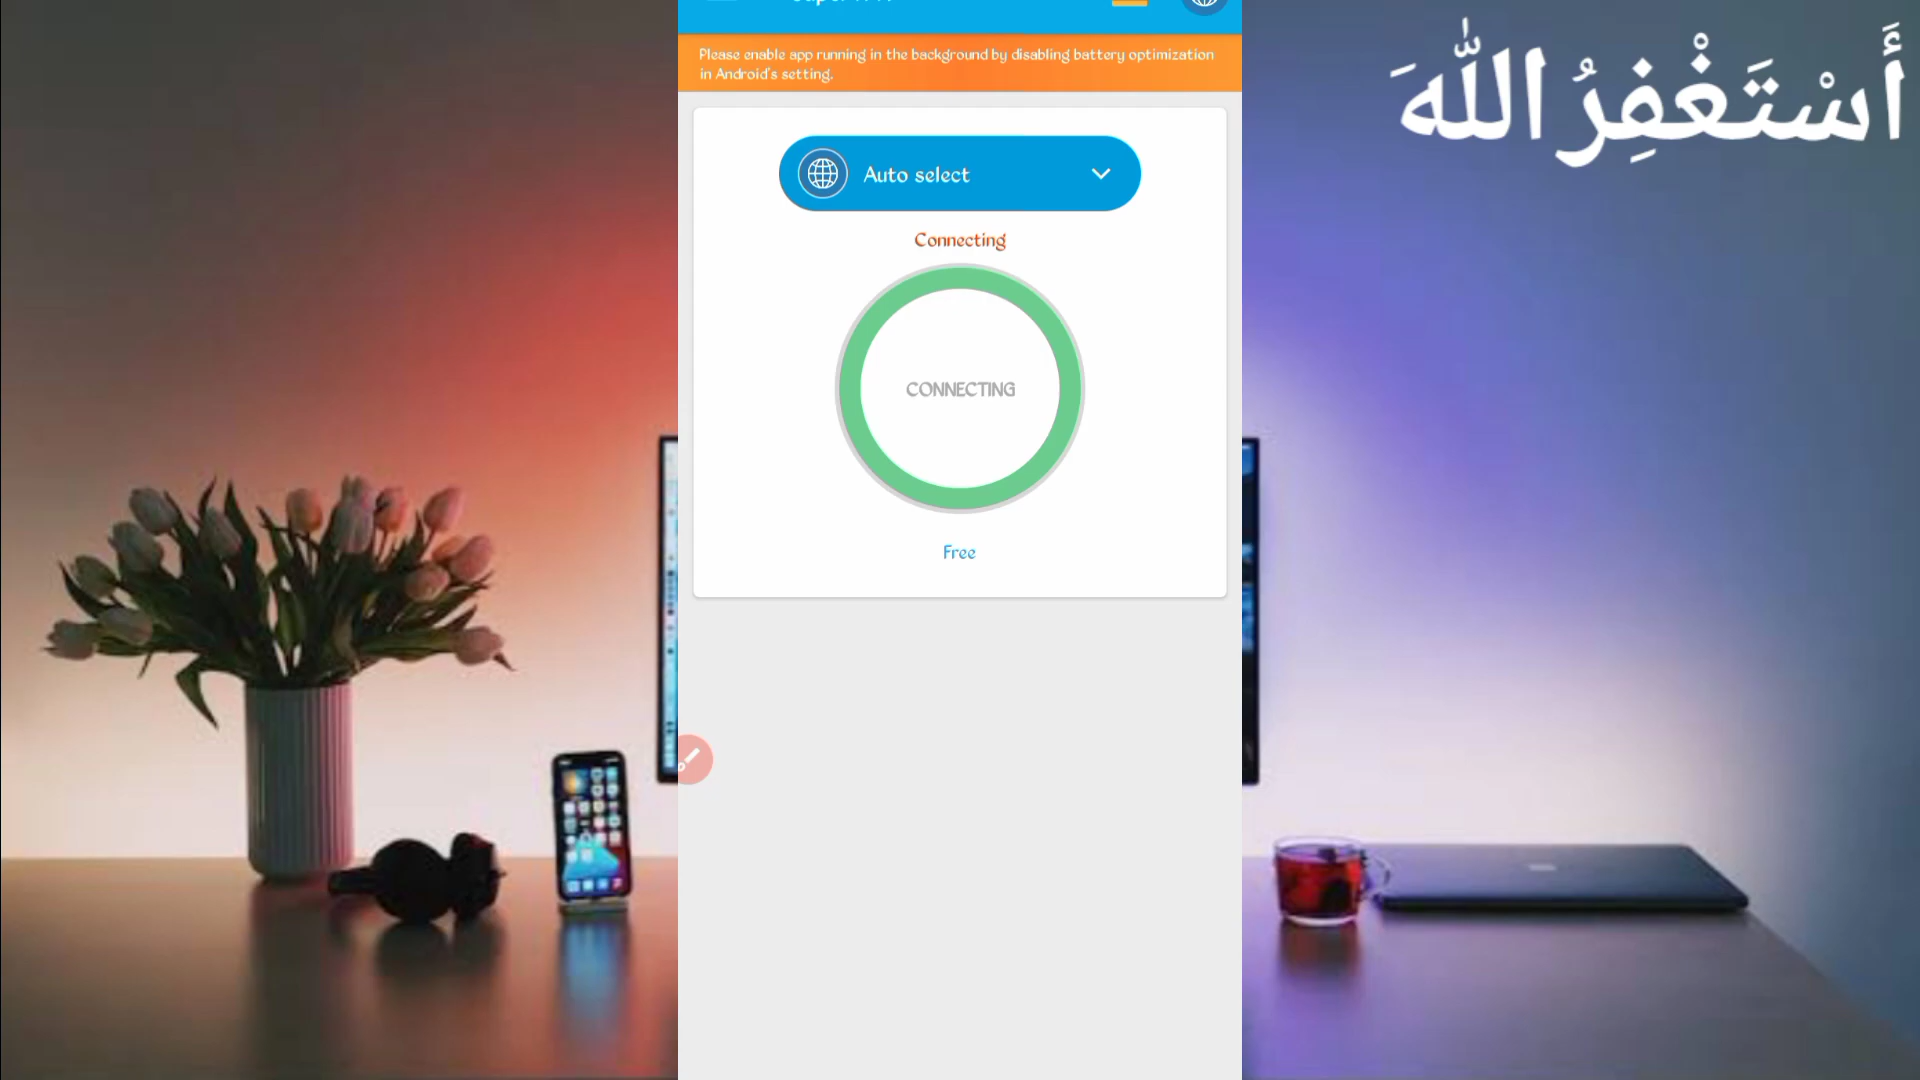 Please enable app running in the background by disabling battery optimization
in Android's setting.
أَسْتَغْفِرُ اللّٰهَ
Auto select
Connecting
CONNECTING
Free